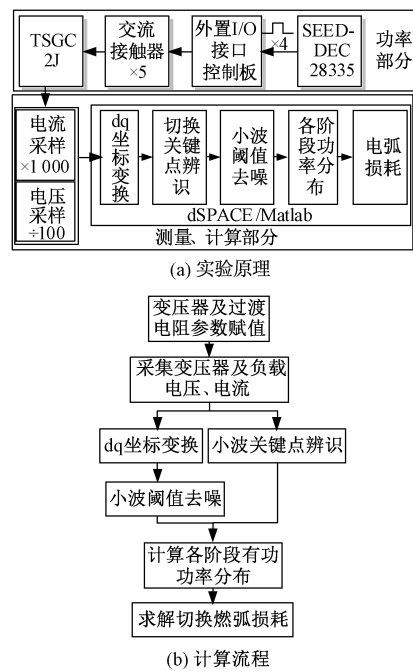 TSGC
2J
交流
接触器
×5
外置I/O
接口
控制板
×4
SEED-
DEC
28335
功率
部分
电流
采样
×1 000
电压
采样
÷100
dq
坐标
变换
切换
关键
点辨
识
小波
阈值
去噪
各阶
段功
率分
布
电弧
损耗
dSPACE/Matlab
测量、计算部分
(a) 实验原理
变压器及过渡
电阻参数赋值
采集变压器及负载
电压、电流
dq坐标变换
小波关键点辨识
小波阈值去噪
计算各阶段有功
功率分布
求解切换燃弧损耗
(b) 计算流程